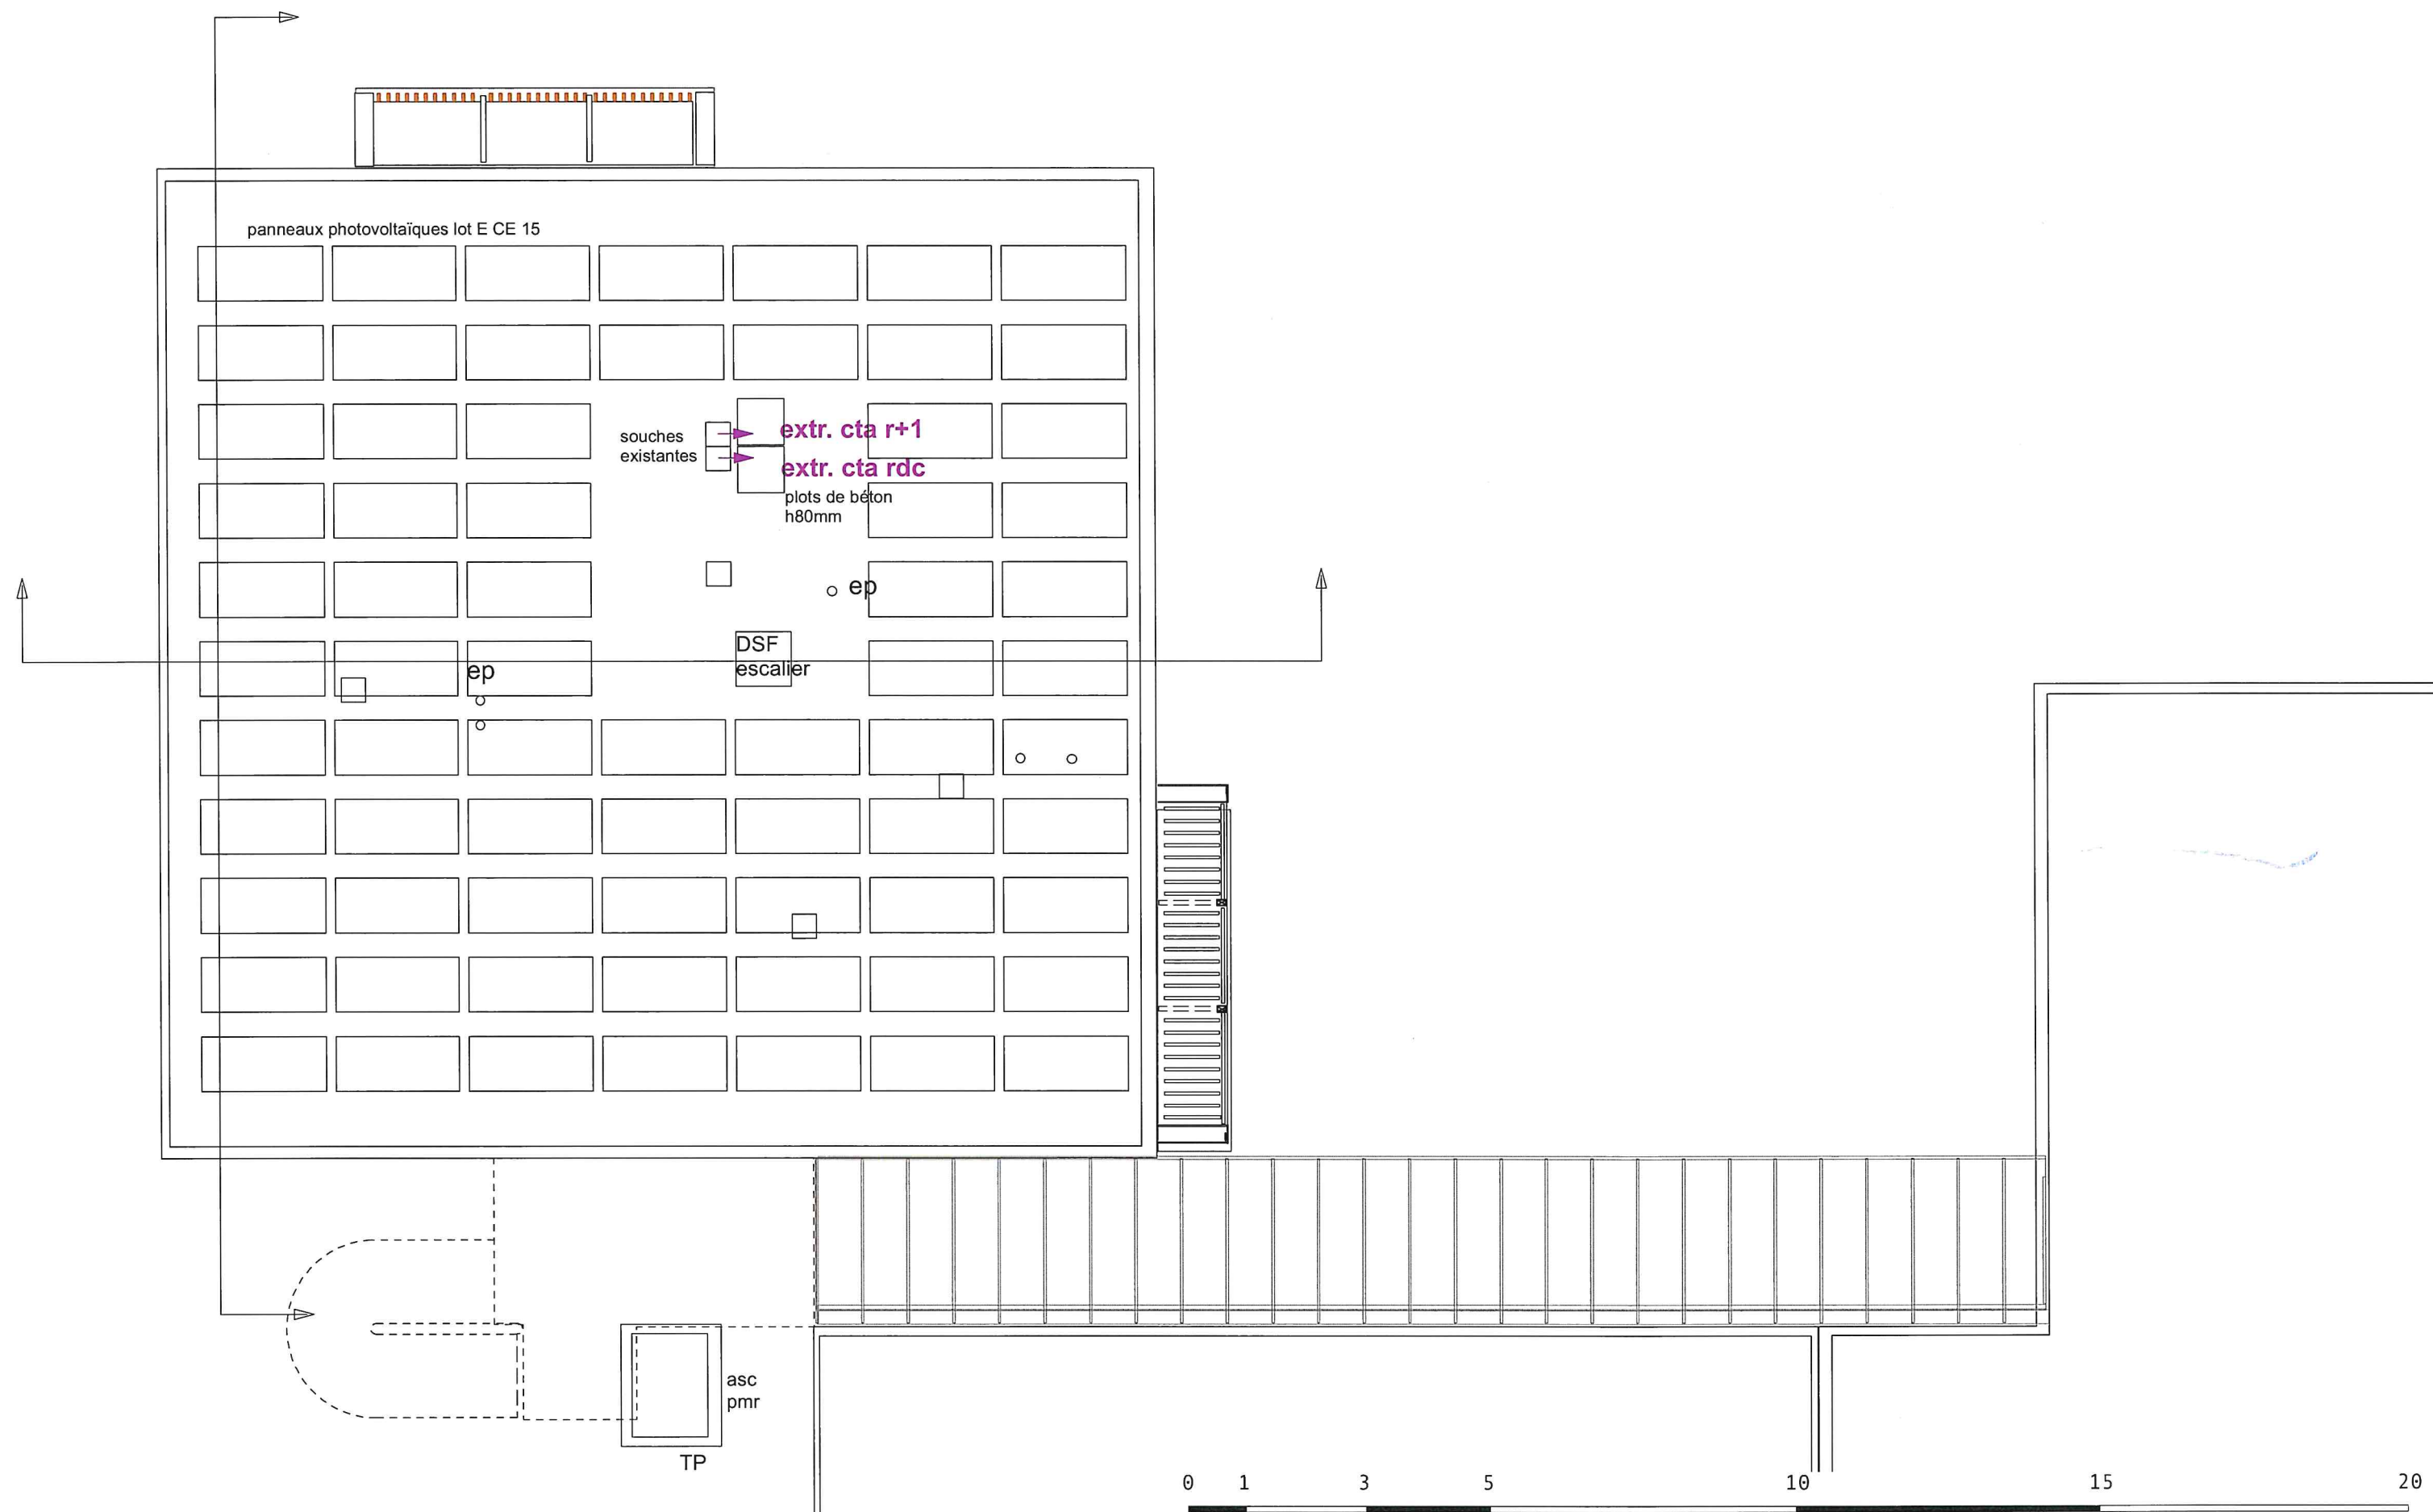 panneaux photovoltaïques lot E CE 15
souches
existantes
extr. cta r+1
extr. cta rdc
plots de béton
h80mm
ep
DSF
escalier
ep
asc
pmr
TP
0 1 3 5 10 15 20